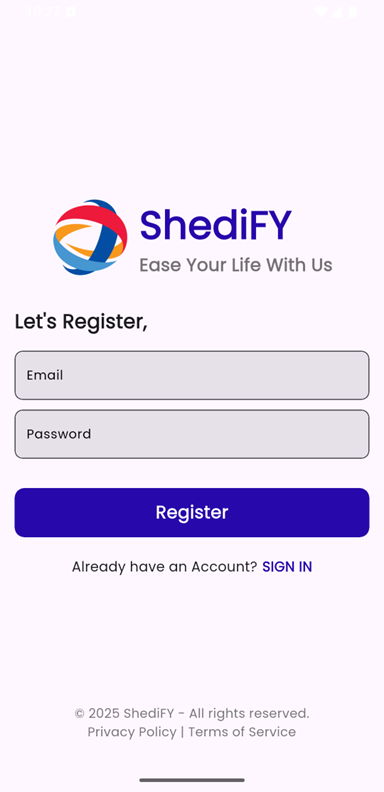 ShediFY
Ease Your Life With Us
Let's Register,
Email
Password
Register
Already have an Account? SIGN IN
© 2025 ShediFY - All rights reserved.
Privacy Policy | Terms of Service